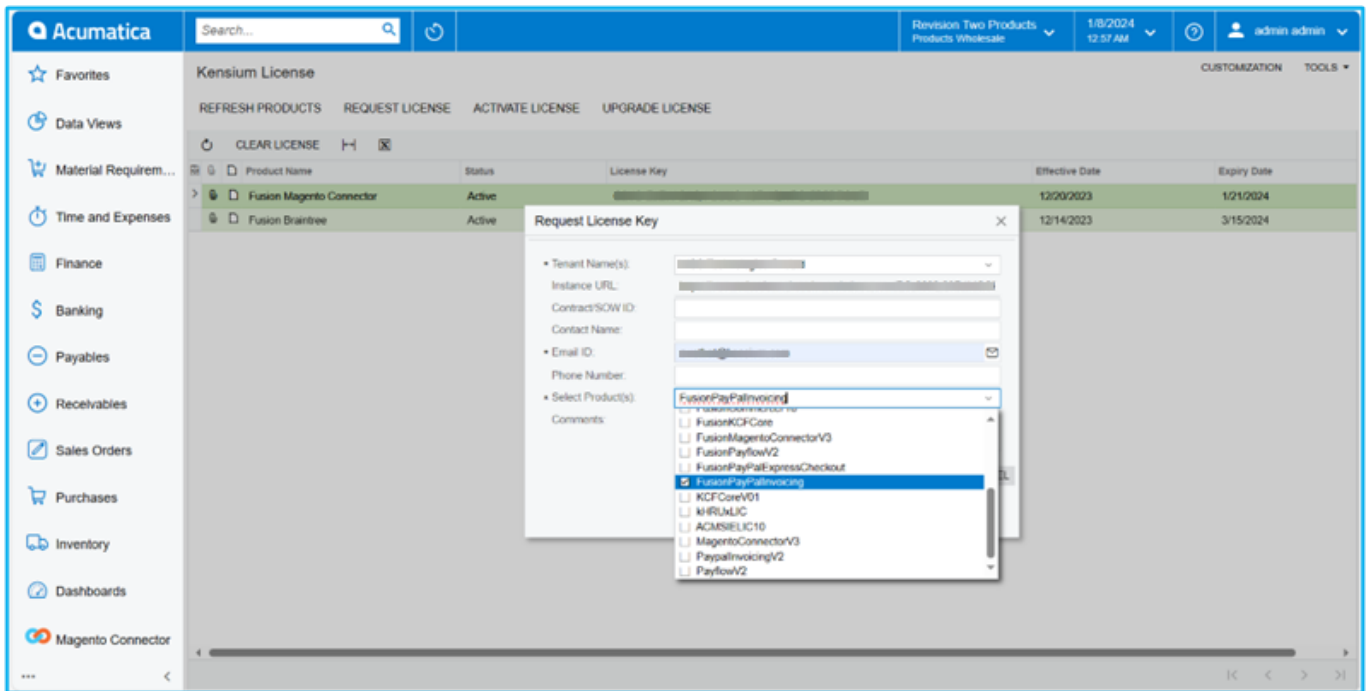 Acumatica
Search...
Revision Two Products
Products Wholesale
1/8/2024
12:57 AM
admin admin
Favorites
Data Views
Material Requirem...
Time and Expenses
Finance
Banking
Payables
Receivables
Sales Orders
Purchases
Inventory
Dashboards
Magento Connector
Kensium License
CUSTOMIZATION TOOLS
REFRESH PRODUCTS REQUEST LICENSE ACTIVATE LICENSE UPGRADE LICENSE
CLEAR LICENSE
Product Name Status License Key Effective Date Expiry Date
Fusion Magento Connector Active 12/20/2023 1/21/2024
Fusion Braintree Active 12/14/2023 3/15/2024
Request License Key
Tenant Name(s):
Instance URL:
Contract/SOW ID:
Contact Name:
Email ID:
Phone Number:
Select Product(s): FusionPayPalInvoicing
Comments:
FusionKCFCore
FusionMagentoConnectorV3
FusionPayflowV2
FusionPayPalExpressCheckout
FusionPayPalInvoicing
KCFCoreV01
kHRUxLIC
ACMSIELIC10
MagentoConnectorV3
PaypalInvoicingV2
PayflowV2